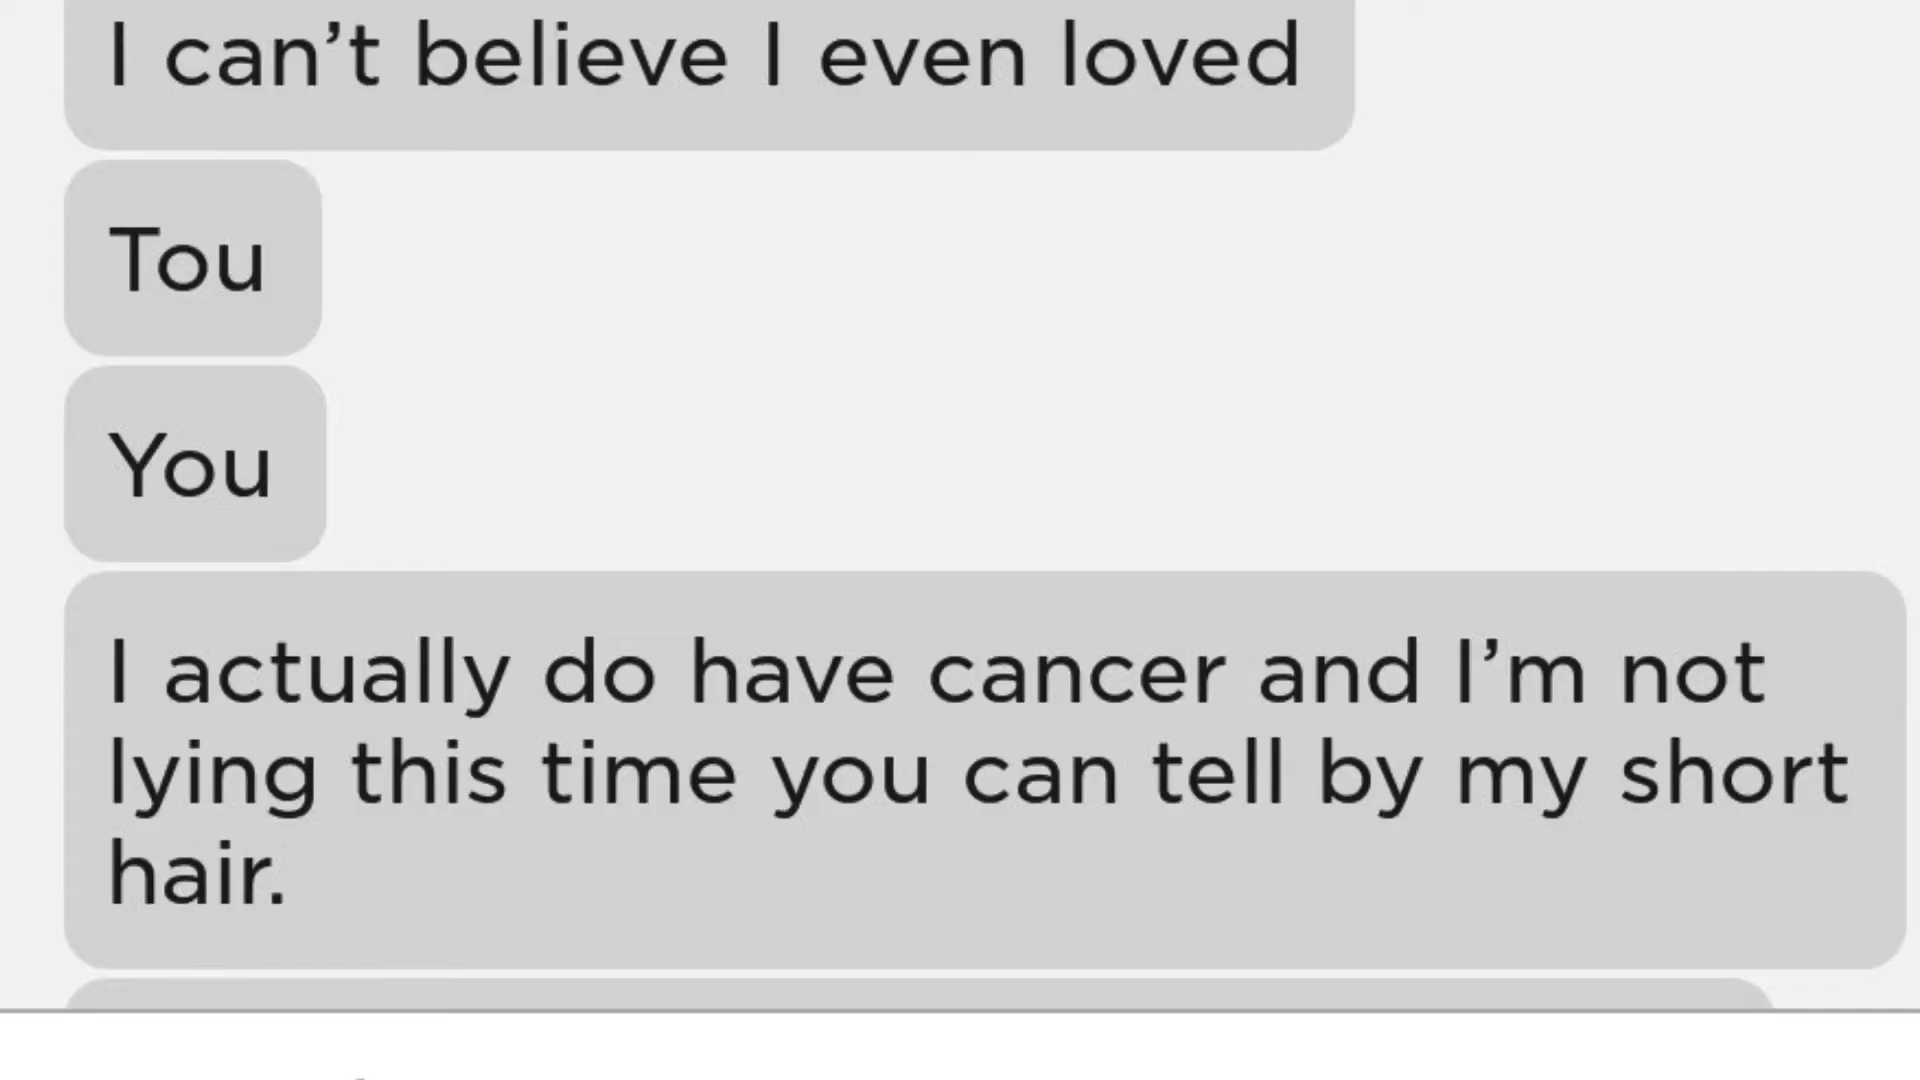 I can’t believe I even loved
Tou
You
I actually do have cancer and I’m not
lying this time you can tell by my short
hair.